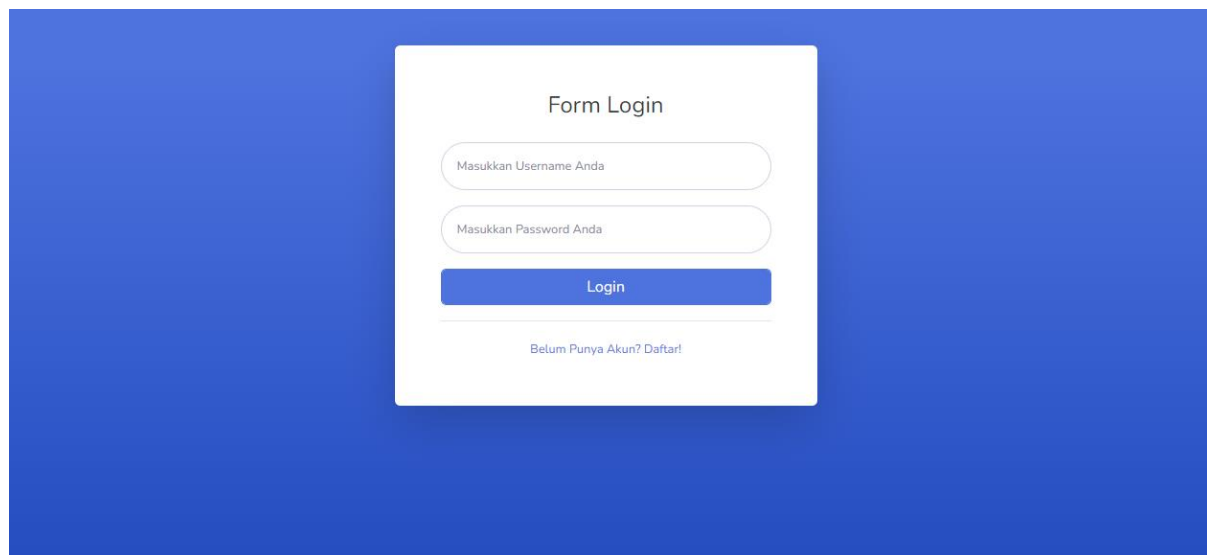 Form Login
Masukkan Username Anda
Masukkan Password Anda
Login
Belum Punya Akun? Daftar!